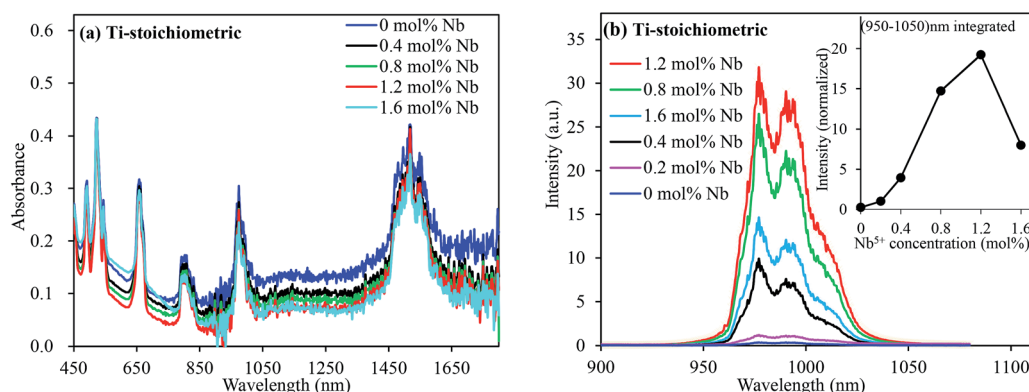 (a) Ti-stoichiometric
0 mol% Nb
0.4 mol% Nb
0.8 mol% Nb
1.2 mol% Nb
1.6 mol% Nb
0.6
0.5
0.4
0.3
0.2
0.1
0.0
Absorbance
450 650 850 1050 1250 1450 1650
Wavelength (nm)
(b) Ti-stoichiometric
1.2 mol% Nb
0.8 mol% Nb
1.6 mol% Nb
0.4 mol% Nb
0.2 mol% Nb
0 mol% Nb
35
30
25
20
15
10
5
0
Intensity (a.u.)
900 950 1000 1050 1100
Wavelength (nm)
(950-1050)nm integrated
20
15
10
5
0
Intensity (normalized)
0 0.4 0.8 1.2 1.6
Nb⁵⁺ concentration (mol%)